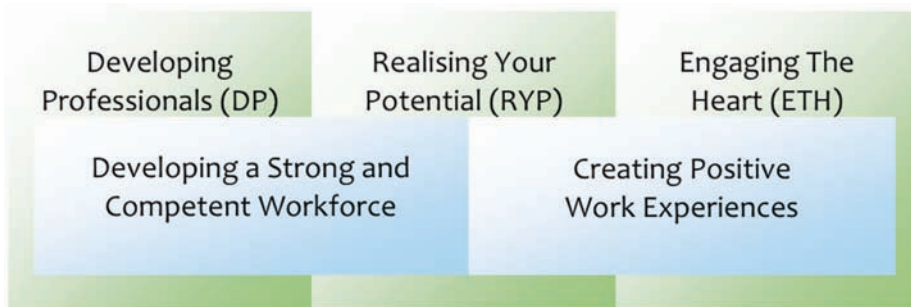 Developing
Professionals (DP)
Realising Your
Potential (RYP)
Engaging The
Heart (ETH)
Developing a Strong and
Competent Workforce
Creating Positive
Work Experiences